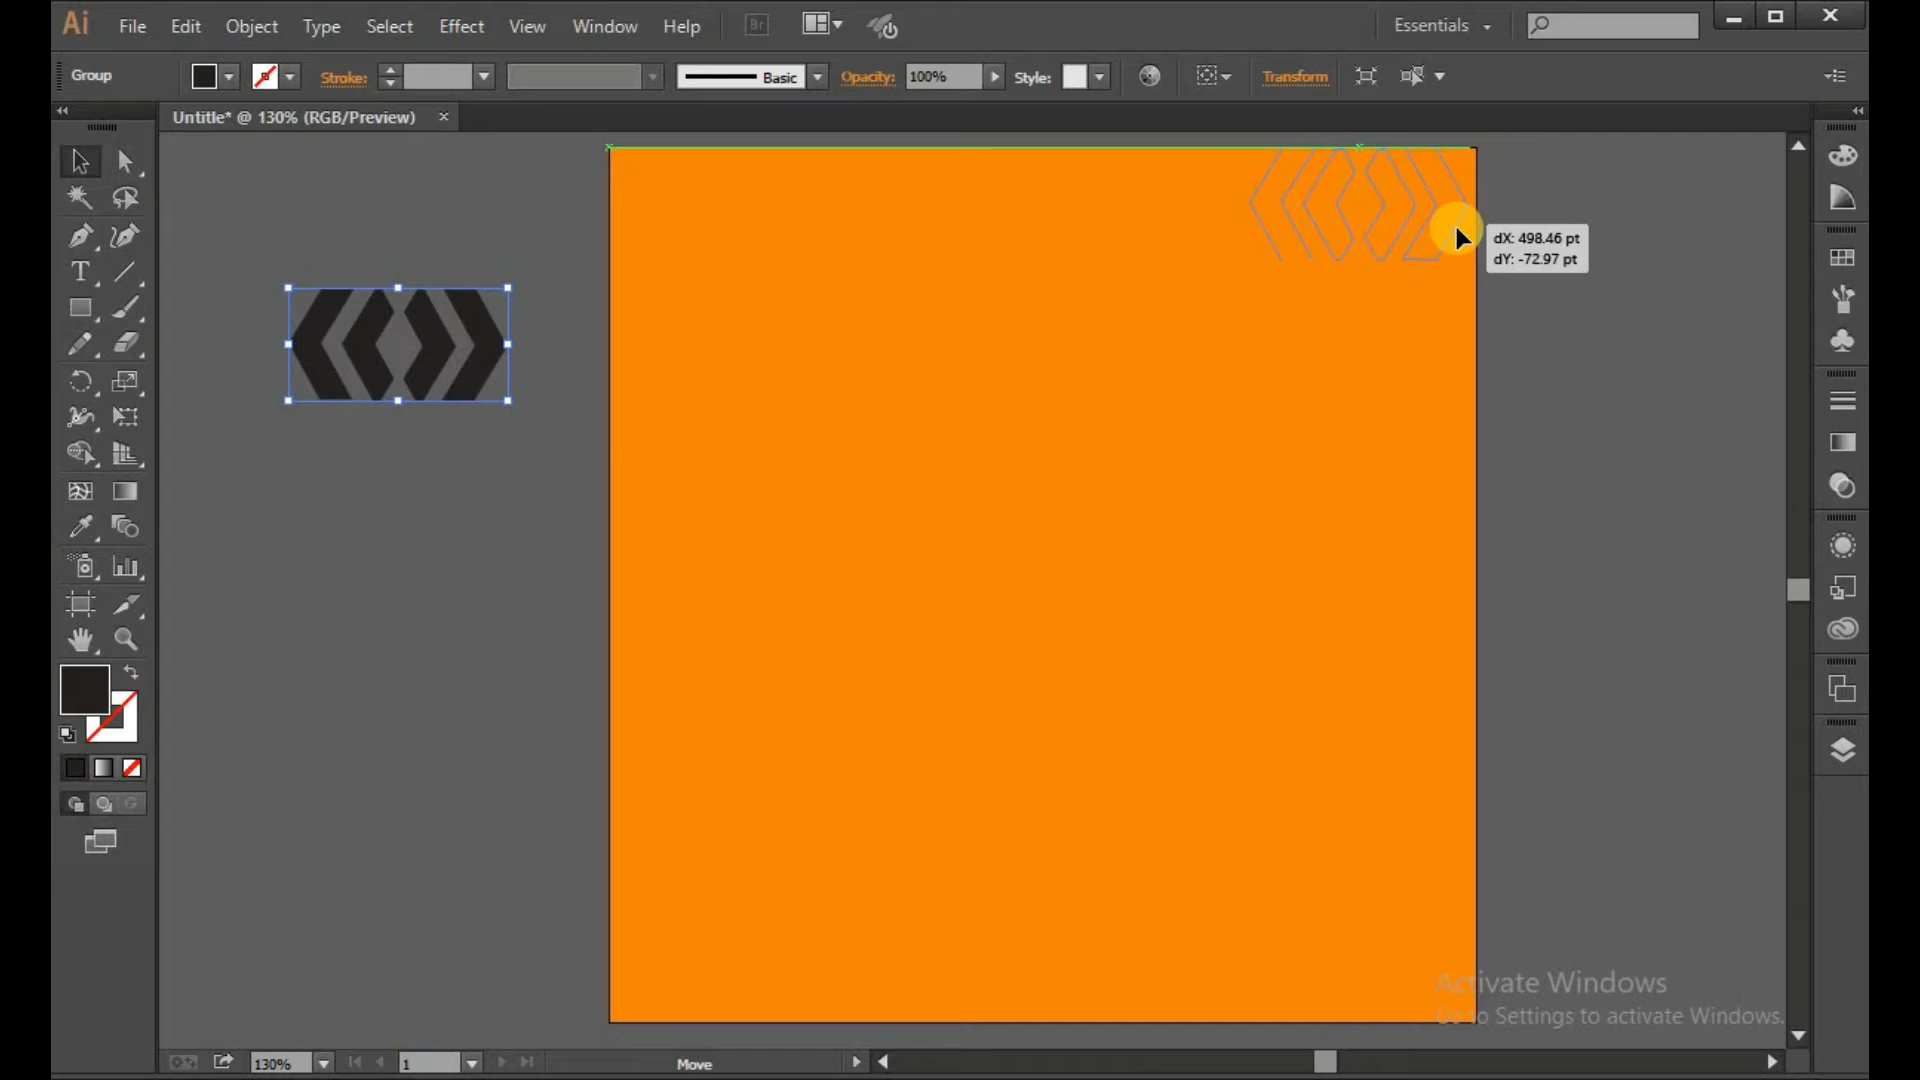 Ai File Edit Object Type Select Effect View Window Help Br Essentials
Group Stroke: Basic Opacity: 100% Style: Transform
Untitle* @ 130% (RGB/Preview)
dX: 498.46 pt
dY: -72.97 pt
Activate Windows
Go to Settings to activate Windows.
130% 1 Move